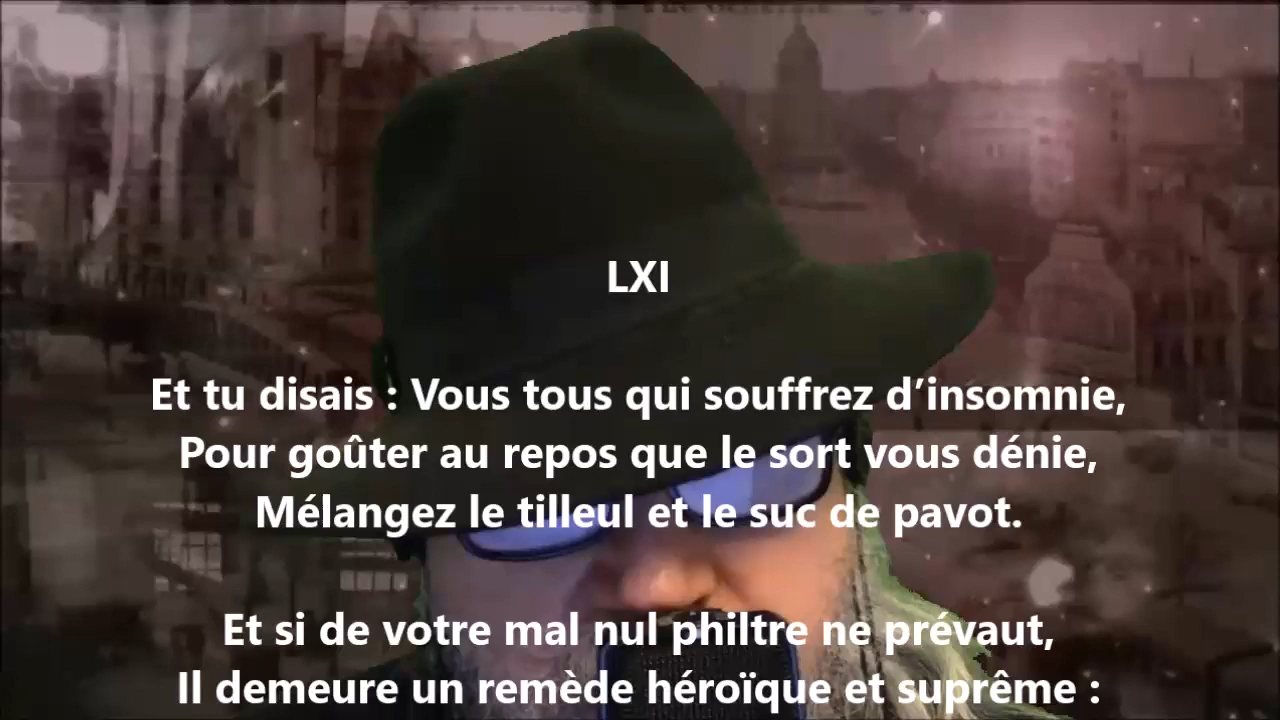 LXI
Et tu disais : Vous tous qui souffrez d’insomnie,
Pour goûter au repos que le sort vous dénie,
Mélangez le tilleul et le suc de pavot.
Et si de votre mal nul philtre ne prévaut,
Il demeure un remède héroïque et suprême :